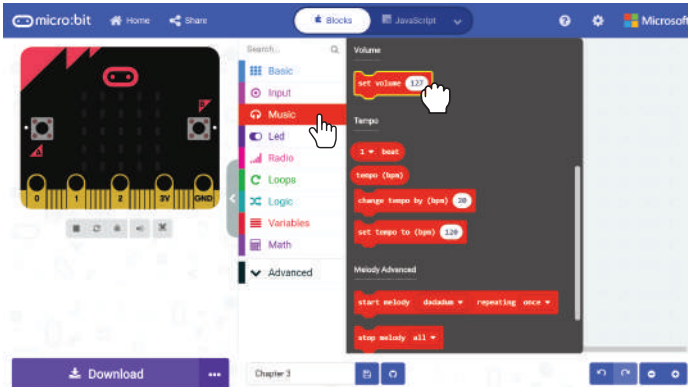 micro:bit Home Share Blocks JavaScript Microsoft
Search...
Basic
Input
Music
Led
Radio
Loops
Logic
Variables
Math
Advanced
Volume
set volume 127
Tempo
1 beat
tempo (bpm)
change tempo by (bpm) 20
set tempo to (bpm) 120
Melody Advanced
start melody dadadum repeating once
stop melody all
A
B
0 1 2 3V GND
Download ...
Chapter 3